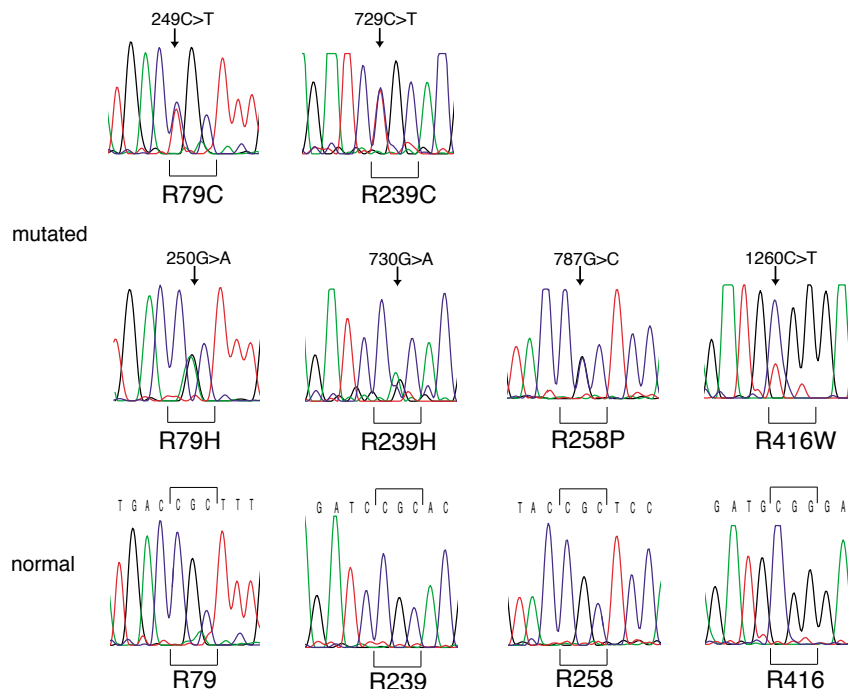 249C>T 729C>T
R79C R239C
mutated
250G>A 730G>A 787G>C 1260C>T
R79H R239H R258P R416W
T G A C C G C T T T G A T C C G C A C T A C C G C T C C G A T G C G G G A
normal
R79 R239 R258 R416